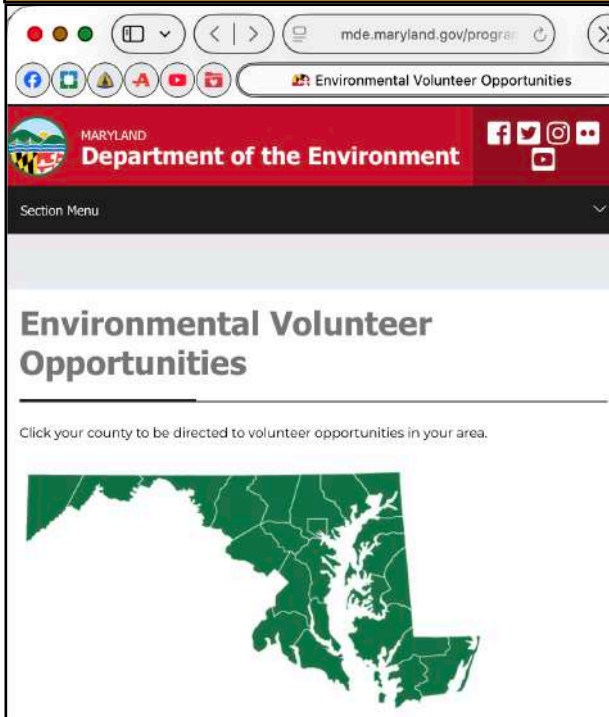 mde.maryland.gov/progra
Environmental Volunteer Opportunities
MARYLAND
Department of the Environment
Section Menu
Environmental Volunteer
Opportunities
Click your county to be directed to volunteer opportunities in your area.